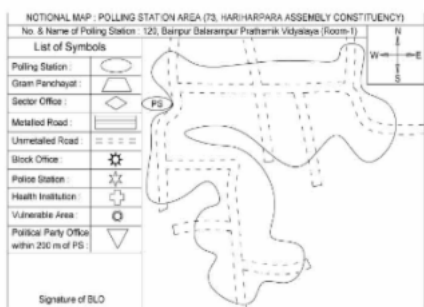 NOTIONAL MAP : POLLING STATION AREA (73, HARIHARPARA ASSEMBLY CONSTITUENCY)
No. & Name of Polling Station : 120, Bainpur Balarampur Prathamik Vidyalaya (Room-1)
List of Symbols
Polling Station :
Gram Panchayat :
Sector Office :
Metalled Road :
Unmetalled Road :
Block Office :
Police Station :
Health Institution :
Vulnerable Area :
Political Party Office
within 200 m of PS :
Signature of BLO
PS
N
W
E
S